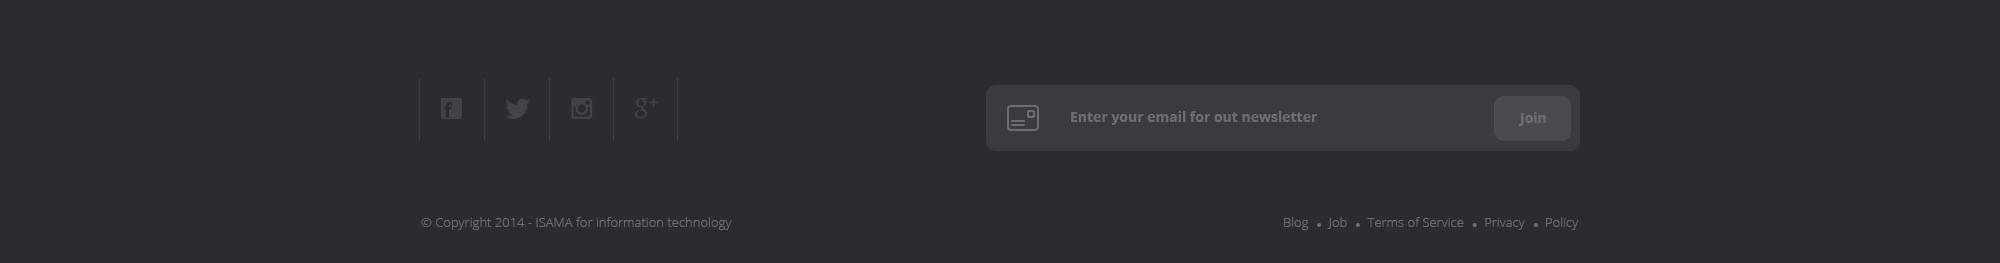 Enter your email for out newsletter
Join
© Copyright 2014 - ISAMA for information technology
Blog • Job • Terms of Service • Privacy • Policy